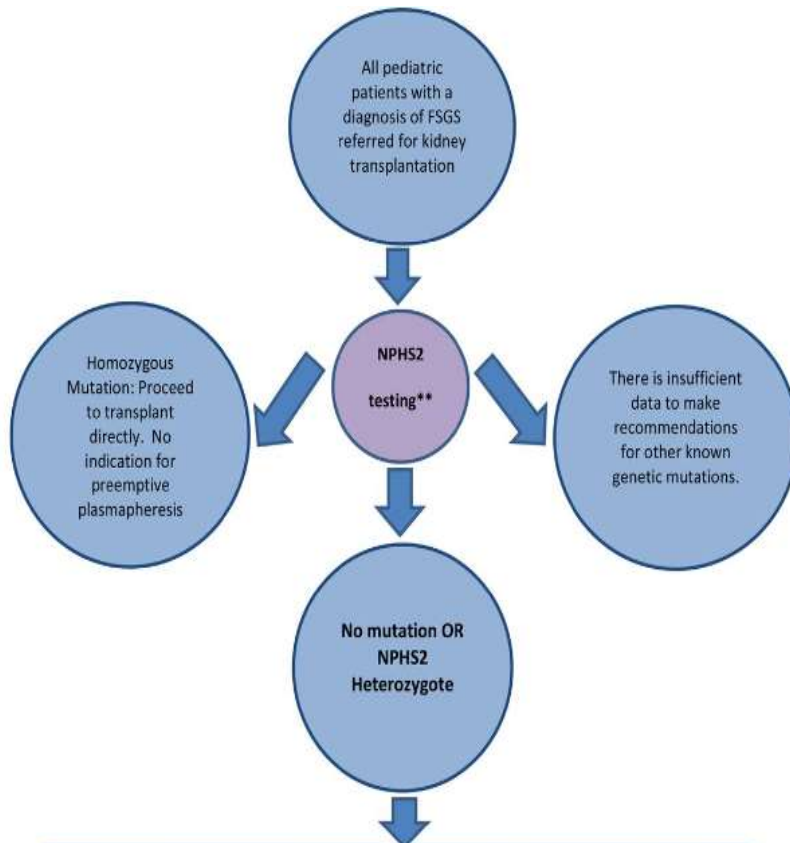 All pediatric
patients with a
diagnosis of FSGS
referred for kidney
transplantation
NPHS2
testing**
Homozygous
Mutation: Proceed
to transplant
directly. No
indication for
preemptive
plasmapheresis
There is insufficient
data to make
recommendations
for other known
genetic mutations.
No mutation OR
NPHS2
Heterozygote